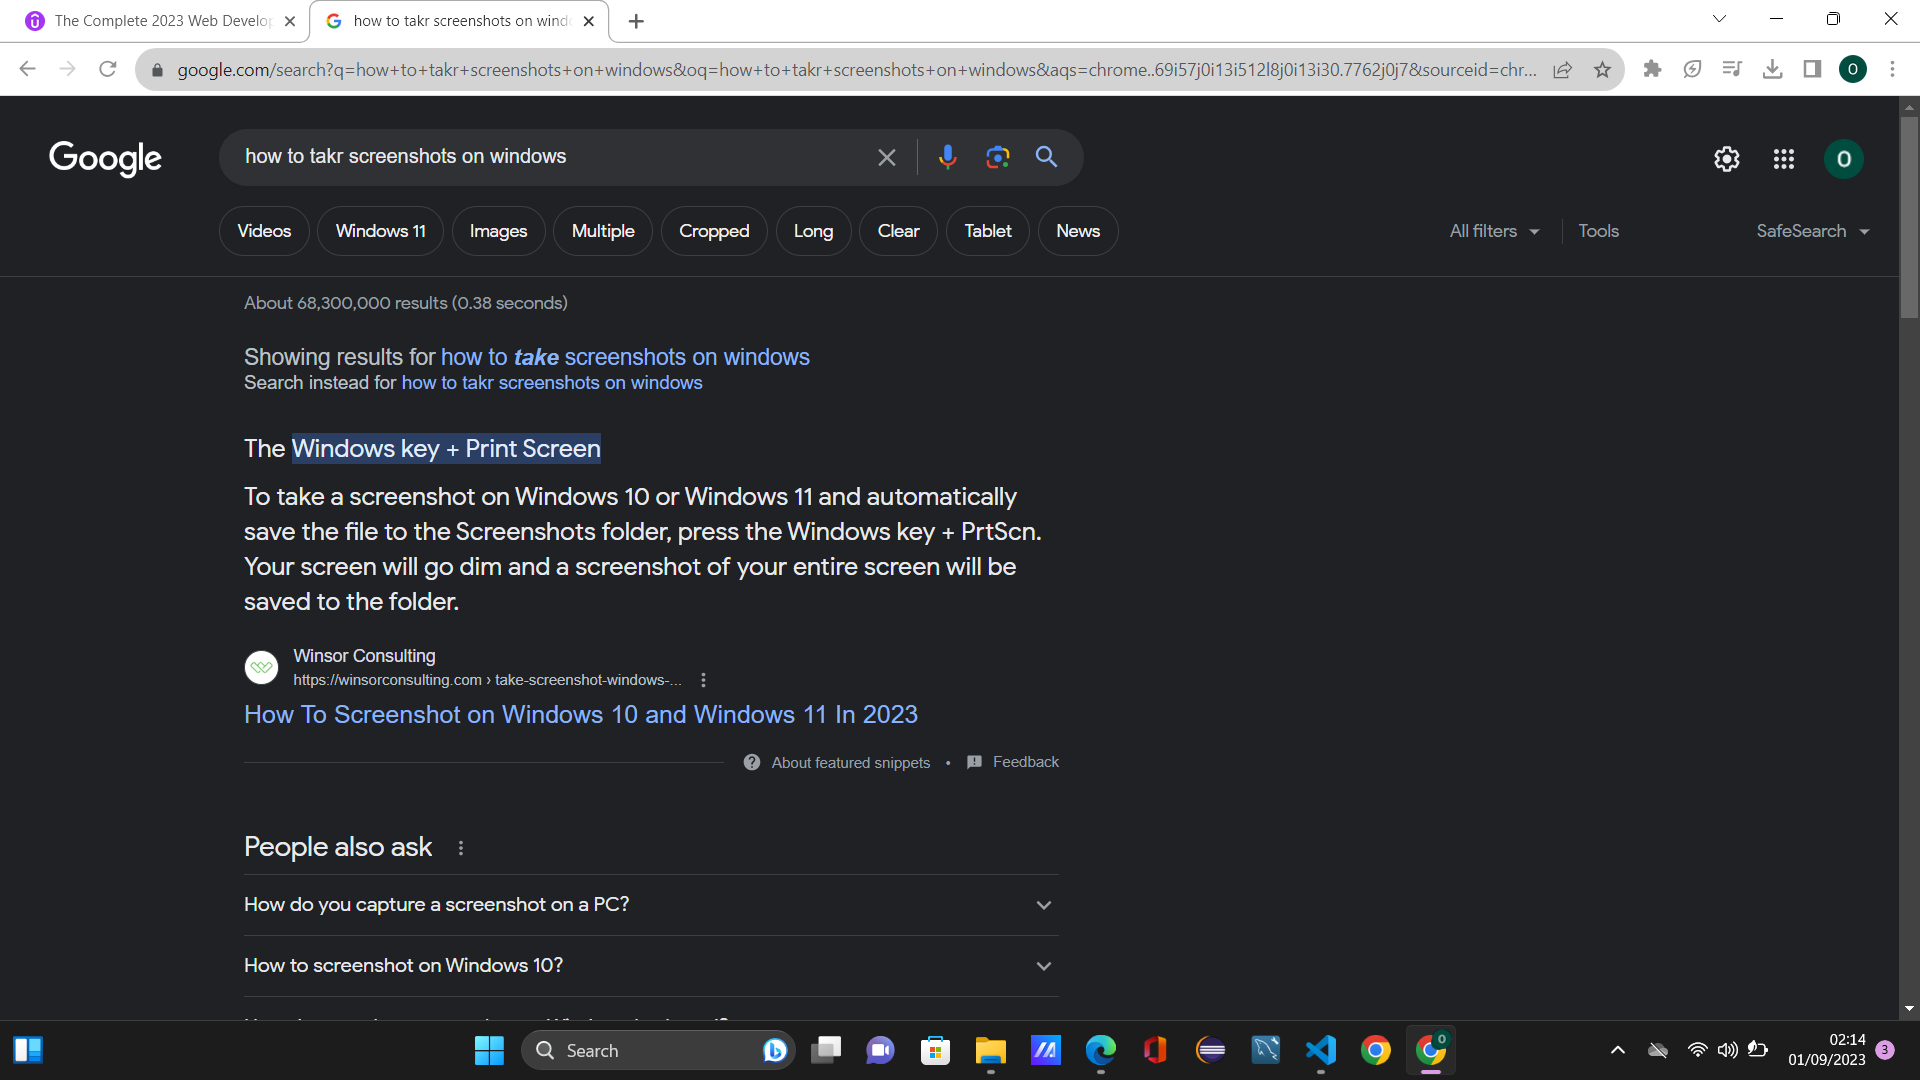 The Complete 2023 Web Develop
how to takr screenshots on wind
google.com/search?q=how+to+takr+screenshots+on+windows&oq=how+to+takr+screenshots+on+windows&aqs=chrome..69i57j0i13i512l8j0i13i30.7762j0j7&sourceid=chr...
O
Google
how to takr screenshots on windows
O
Videos
Windows 11
Images
Multiple
Cropped
Long
Clear
Tablet
News
All filters
Tools
SafeSearch
About 68,300,000 results (0.38 seconds)
Showing results for how to take screenshots on windows
Search instead for how to takr screenshots on windows
The Windows key + Print Screen
To take a screenshot on Windows 10 or Windows 11 and automatically
save the file to the Screenshots folder, press the Windows key + PrtScn.
Your screen will go dim and a screenshot of your entire screen will be
saved to the folder.
Winsor Consulting
https://winsorconsulting.com › take-screenshot-windows-...
How To Screenshot on Windows 10 and Windows 11 In 2023
About featured snippets • Feedback
People also ask
How do you capture a screenshot on a PC?
How to screenshot on Windows 10?
Search
O
02:14
01/09/2023
3